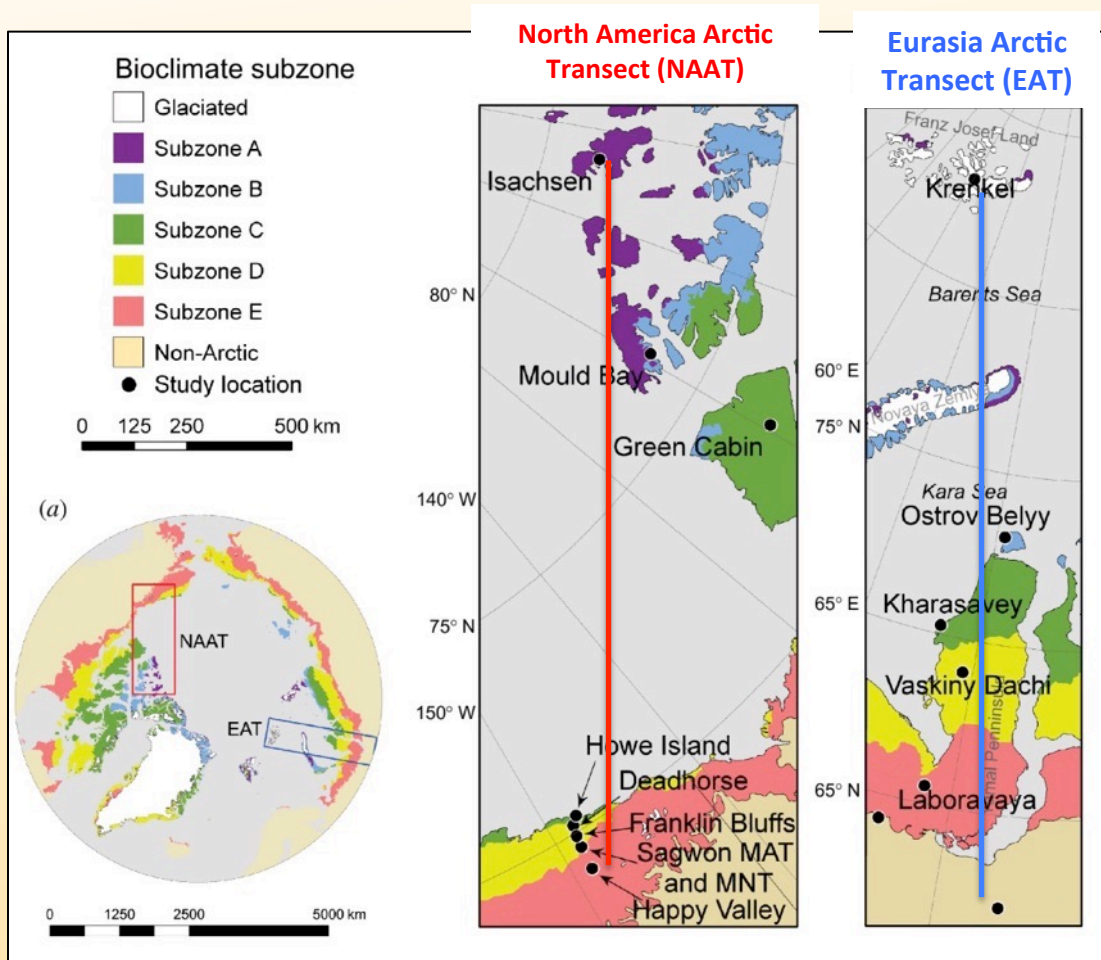 North America Arctic
Transect (NAAT)
Eurasia Arctic
Transect (EAT)
Bioclimate subzone
Glaciated
Subzone A
Subzone B
Subzone C
Subzone D
Subzone E
Non-Arctic
Study location
0 125 250 500 km
(a)
NAAT
EAT
0 1250 2500 5000 km
Isachsen
80° N
Mould Bay
Green Cabin
140° W
75° N
150° W
Howe Island
Deadhorse
Franklin Bluffs
Sagwon MAT
and MNT
Happy Valley
Franz Josef Land
Krenkel
Barents Sea
60° E
Novaya Zemly
75° N
Kara Sea
Ostrov Belyy
65° E
Kharasavey
Vaskiny Dachi
mal Penninsula
65° N
Laboravaya